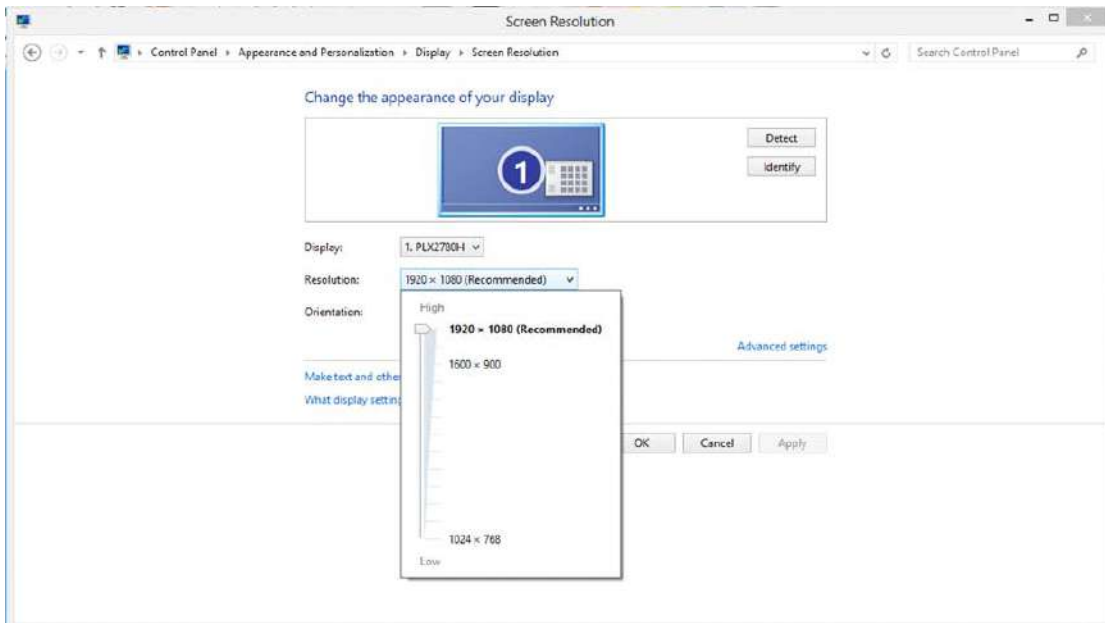 Screen Resolution
Control Panel Appearance and Personalization Display Screen Resolution
Search Control Panel
Change the appearance of your display
1
Detect
Identify
Display: 1. PLX2780H
Resolution: 1920 × 1080 (Recommended)
Orientation:
High
1920 × 1080 (Recommended)
1600 × 900
1024 × 768
Low
Advanced settings
Make text and othe
What display setting
OK Cancel Apply